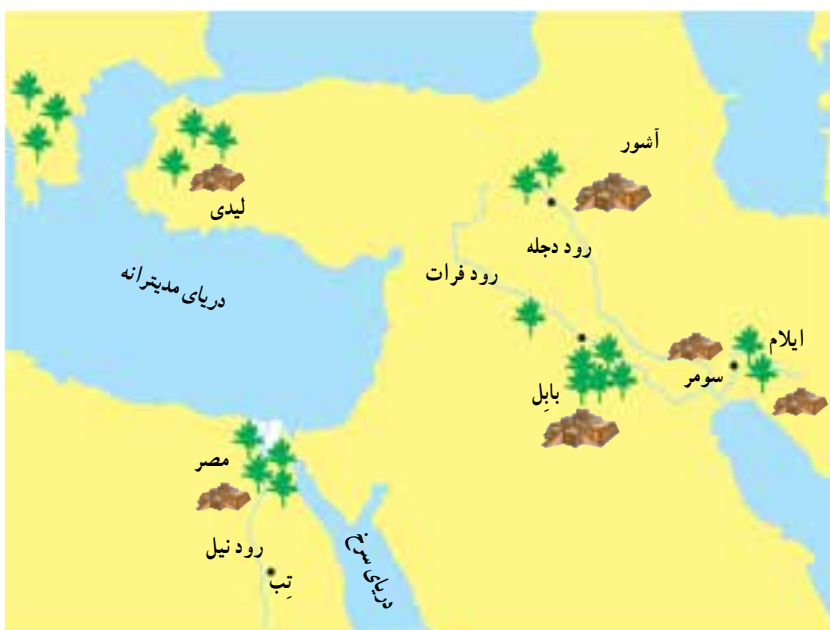 آشور
لیدی
رود دجله
رود فرات
دریای مدیترانه
ایلام
سومر
بابِل
مصر
رود نیل
تِب
دریای سرخ